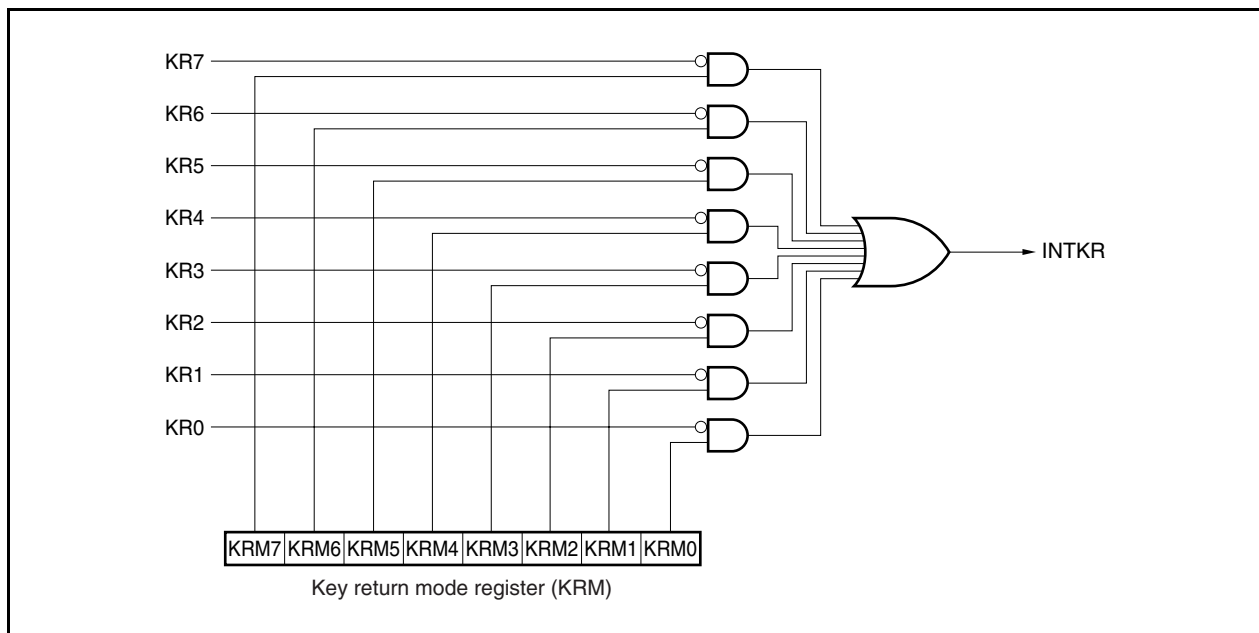 KR7
KR6
KR5
KR4
KR3
KR2
KR1
KR0
INTKR
KRM7 KRM6 KRM5 KRM4 KRM3 KRM2 KRM1 KRM0
Key return mode register (KRM)